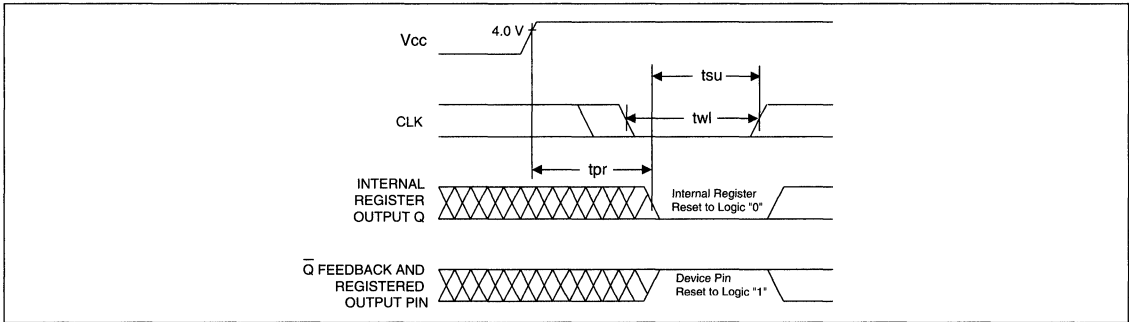 4.0 V
Vcc
tsu
CLK
twl
tpr
INTERNAL
REGISTER
OUTPUT Q
Internal Register
Reset to Logic "0"
Q̅ FEEDBACK AND
REGISTERED
OUTPUT PIN
Device Pin
Reset to Logic "1"